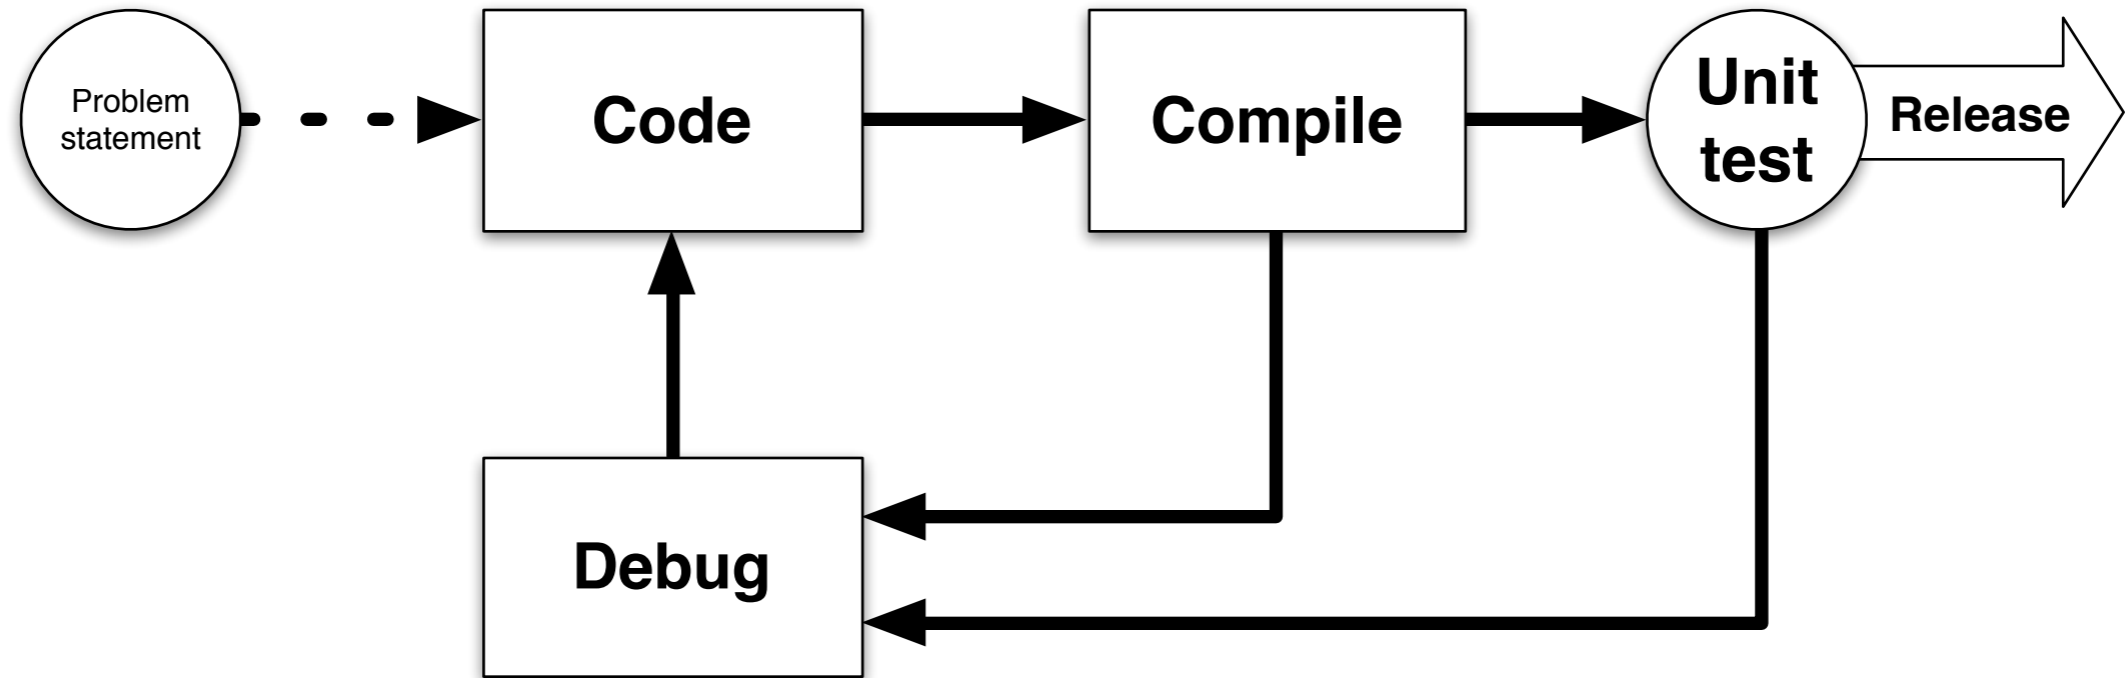 Problem
statement
Code
Compile
Unit
test
Release
Debug